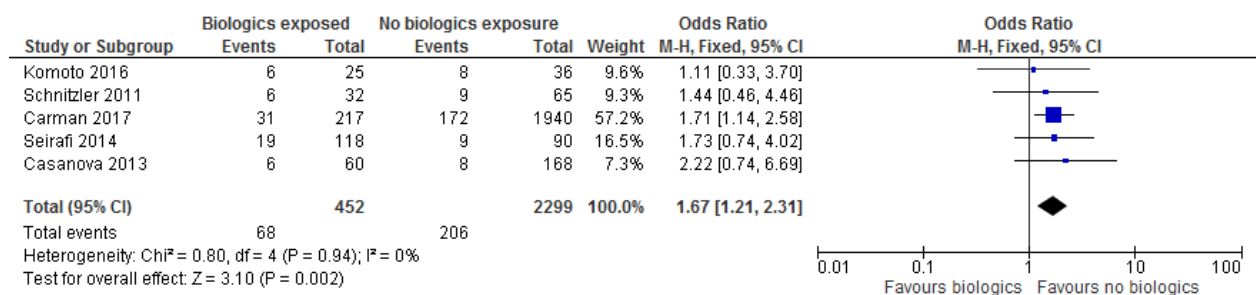 Biologics exposed No biologics exposure Odds Ratio Odds Ratio
Study or Subgroup Events Total Events Total Weight M-H, Fixed, 95% CI M-H, Fixed, 95% CI
Komoto 2016 6 25 8 36 9.6% 1.11 [0.33, 3.70]
Schnitzler 2011 6 32 9 65 9.3% 1.44 [0.46, 4.46]
Carman 2017 31 217 172 1940 57.2% 1.71 [1.14, 2.58]
Seirafi 2014 19 118 9 90 16.5% 1.73 [0.74, 4.02]
Casanova 2013 6 60 8 168 7.3% 2.22 [0.74, 6.69]
Total (95% CI) 452 2299 100.0% 1.67 [1.21, 2.31]
Total events 68 206
Heterogeneity: Chi² = 0.80, df = 4 (P = 0.94); I² = 0%
Test for overall effect: Z = 3.10 (P = 0.002)
0.01 0.1 1 10 100
Favours biologics Favours no biologics